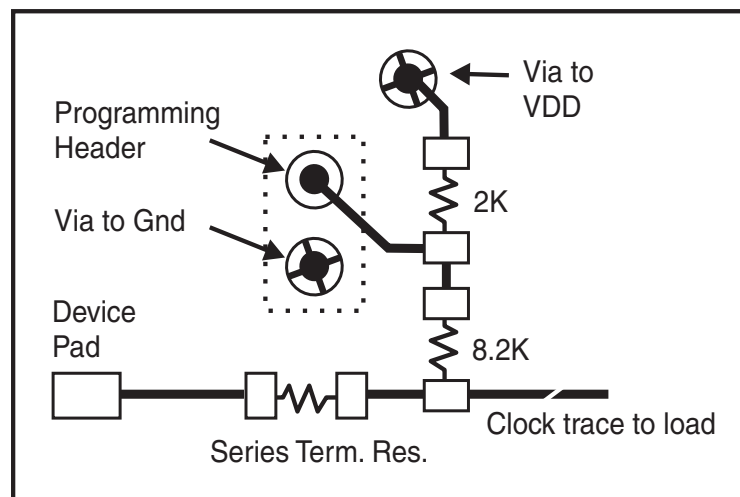 Via to
VDD
Programming
Header
2K
Via to Gnd
Device
Pad
8.2K
Clock trace to load
Series Term. Res.